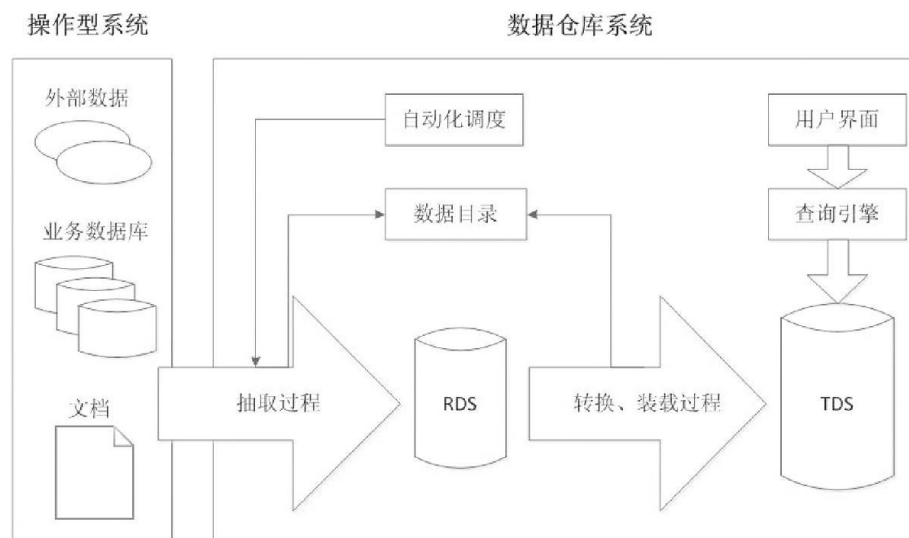 操作型系统
数据仓库系统
外部数据
自动化调度
用户界面
业务数据库
数据目录
查询引擎
文档
抽取过程
RDS
转换、装载过程
TDS